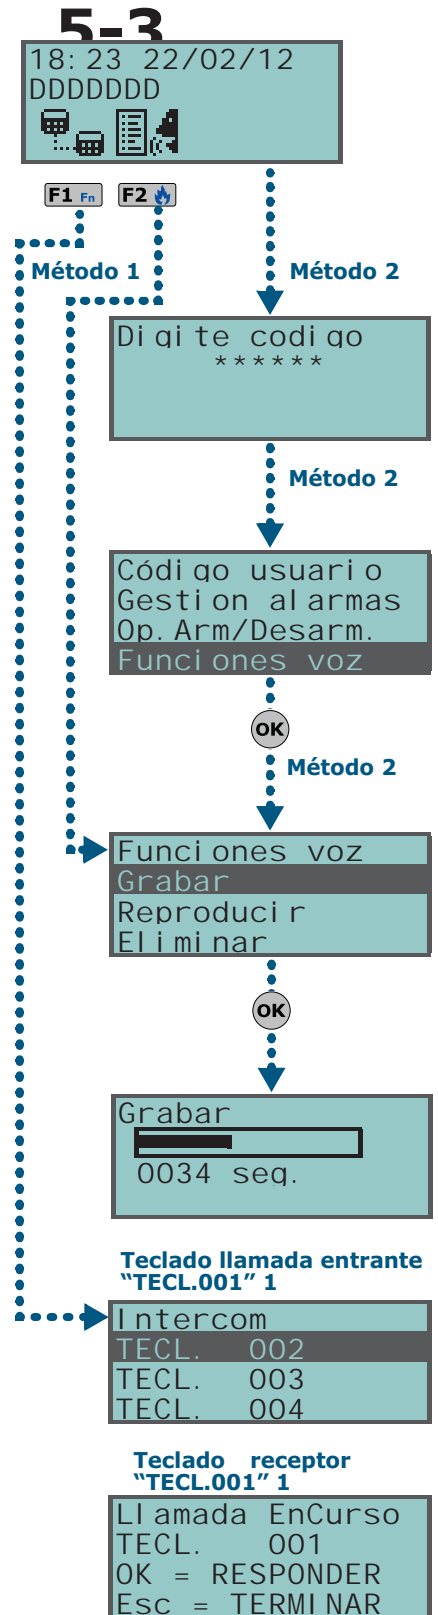 5-3
18:23 22/02/12
DDDDDDD
F1 Fn F2
Método 1
Método 2
Digite codigo
******
Método 2
Código usuario
Gestion alarmas
Op.Arm/Desarm.
Funciones voz
OK
Método 2
Funciones voz
Grabar
Reproducir
Eliminar
OK
Grabar
0034 seg.
Teclado llamada entrante
“TECL.001” 1
Intercom
TECL. 002
TECL. 003
TECL. 004
Teclado receptor
“TECL.001” 1
Llamada EnCurso
TECL. 001
OK = RESPONDER
Esc = TERMINAR